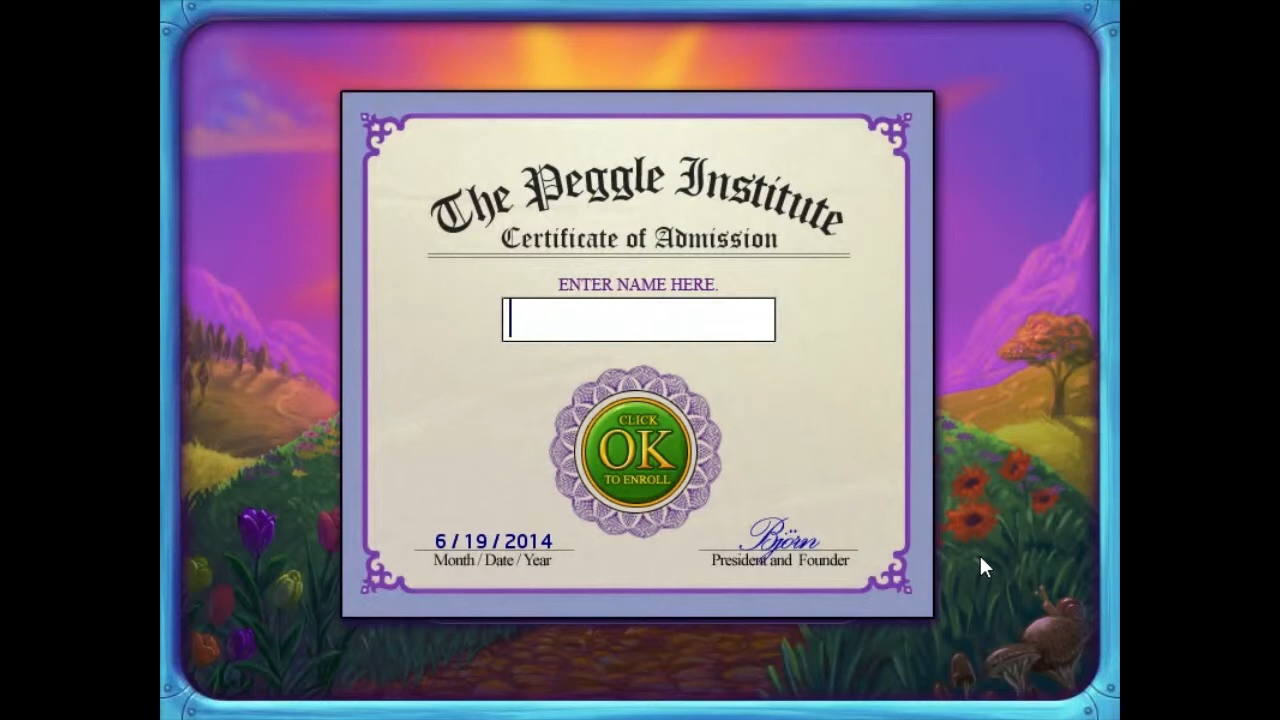 The Peggle Institute
Certificate of Admission
ENTER NAME HERE.
CLICK
OK
TO ENROLL
6 / 19 / 2014
Björn
Month / Date / Year
President and Founder